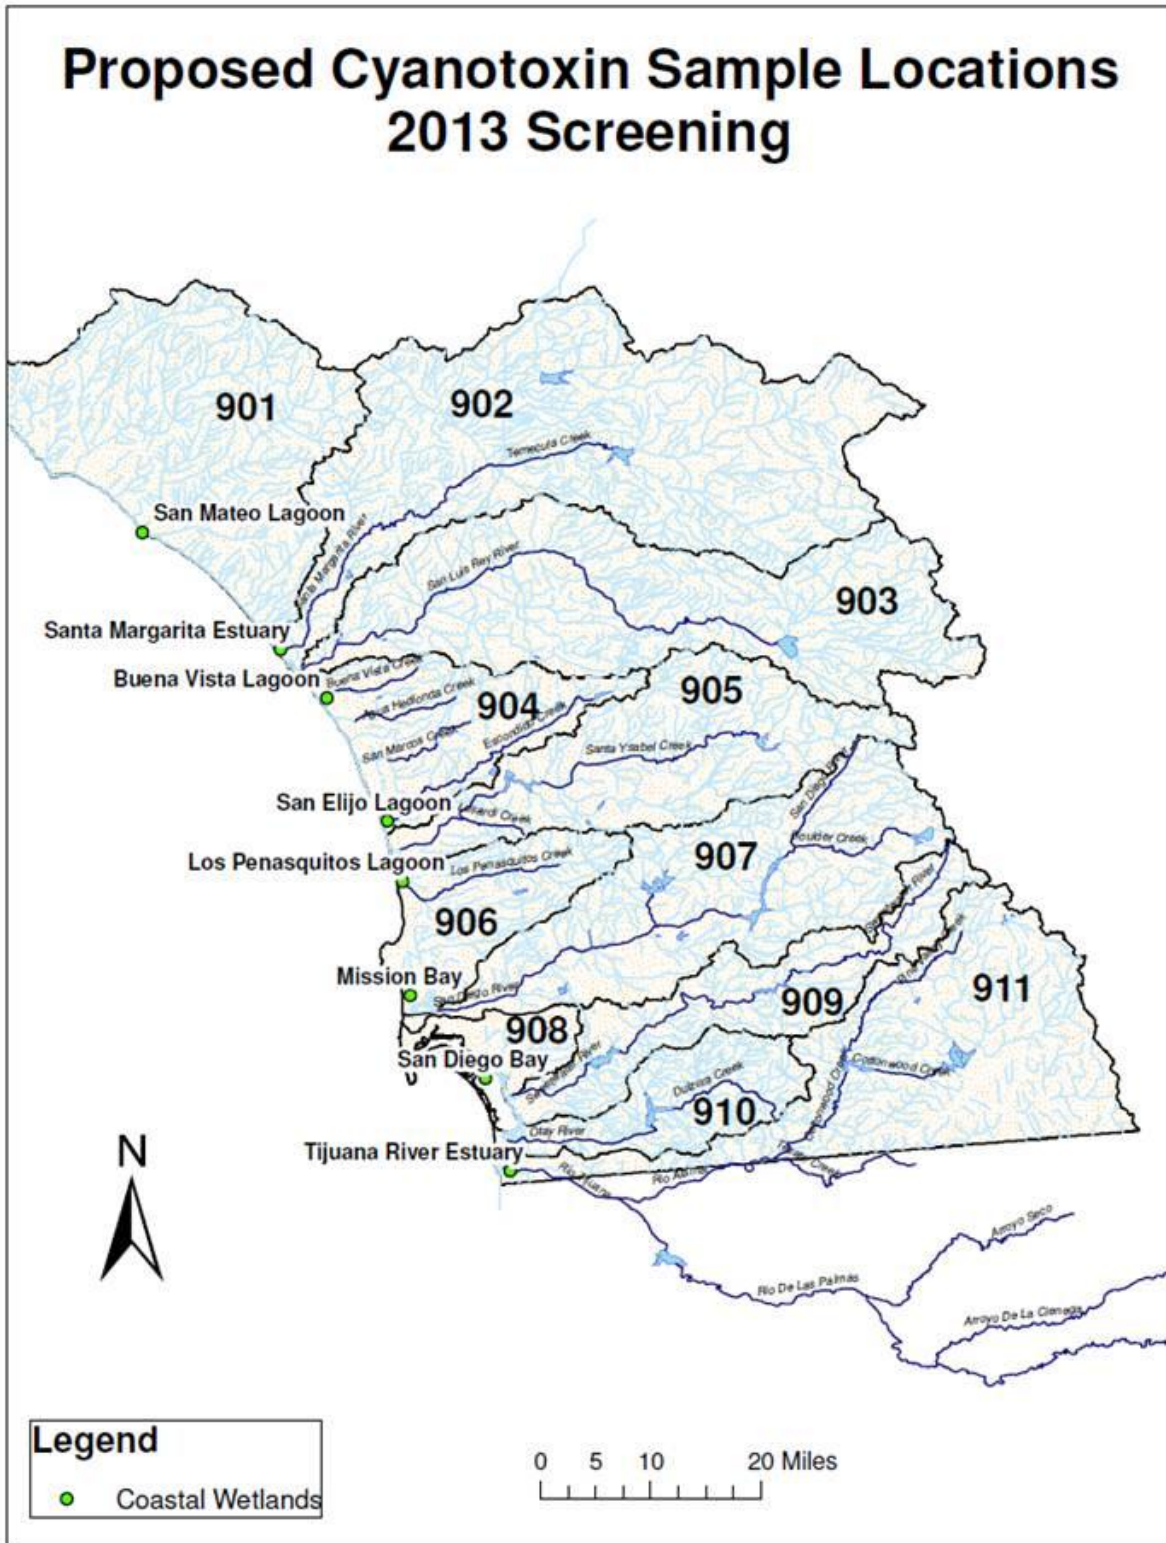 Proposed Cyanotoxin Sample Locations
2013 Screening
901
902
Temecula Creek
San Mateo Lagoon
Santa Margarita River
San Luis Rey River
903
Santa Margarita Estuary
Buena Vista Lagoon
Buena Vista Creek
Agua Hedionda Creek
904
905
San Marcos Creek
Escondido Creek
Santa Ysabel Creek
San Elijo Lagoon
San Diego River
Boulder Creek
Los Penasquitos Lagoon
Los Penasquitos Creek
907
906
Mission Bay
San Diego River
909
911
908
San Diego Bay
Sweetwater River
Cottonwood Creek
Dulzura Creek
910
Otay River
Tijuana River Estuary
Rio Tijuana
N
Arroyo Seco
Rio De Las Palmas
Arroyo De La Cienega
Legend
Coastal Wetlands
0 5 10 20 Miles